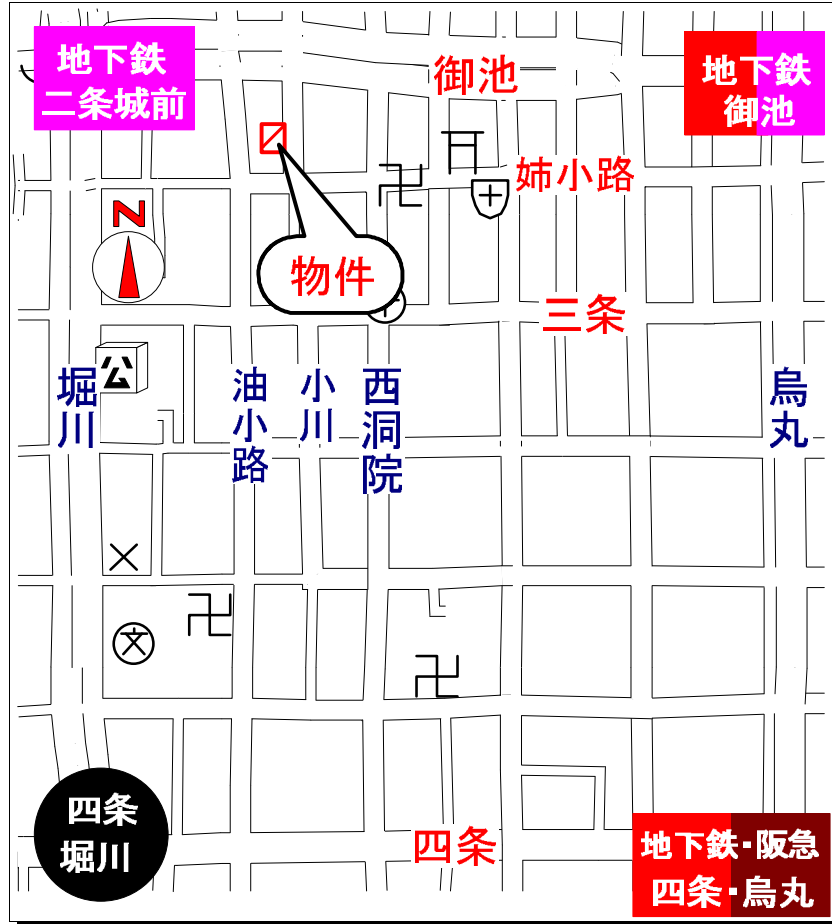 地下鉄
二条城前
御池
地下鉄
御池
姉小路
N
物件
三条
公
堀川
油小路
小川
西洞院
烏丸
文
四条
堀川
四条
地下鉄・阪急
四条・烏丸